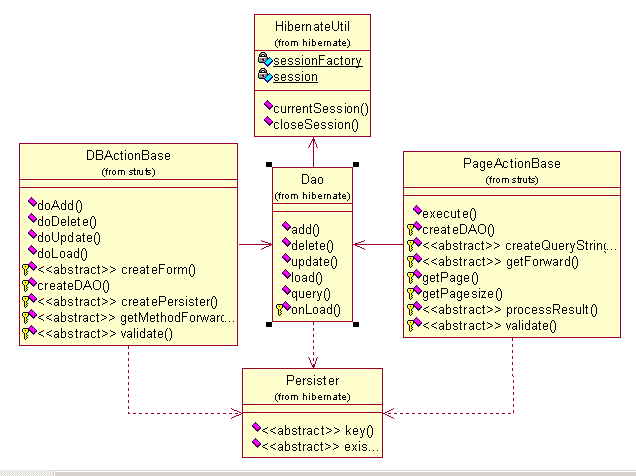 HibernateUtil
(from hibernate)
sessionFactory
session
currentSession()
closeSession()
DBActionBase
(from struts)
doAdd()
doDelete()
doUpdate()
doLoad()
<<abstract>> createForm()
createDAO()
<<abstract>> createPersister()
<<abstract>> getMethodForward...
<<abstract>> validate()
Dao
(from hibernate)
add()
delete()
update()
load()
query()
onLoad()
PageActionBase
(from struts)
execute()
createDAO()
<<abstract>> createQueryString...
<<abstract>> getForward()
getPage()
getPagesize()
<<abstract>> processResult()
<<abstract>> validate()
Persister
(from hibernate)
<<abstract>> key()
<<abstract>> exis...